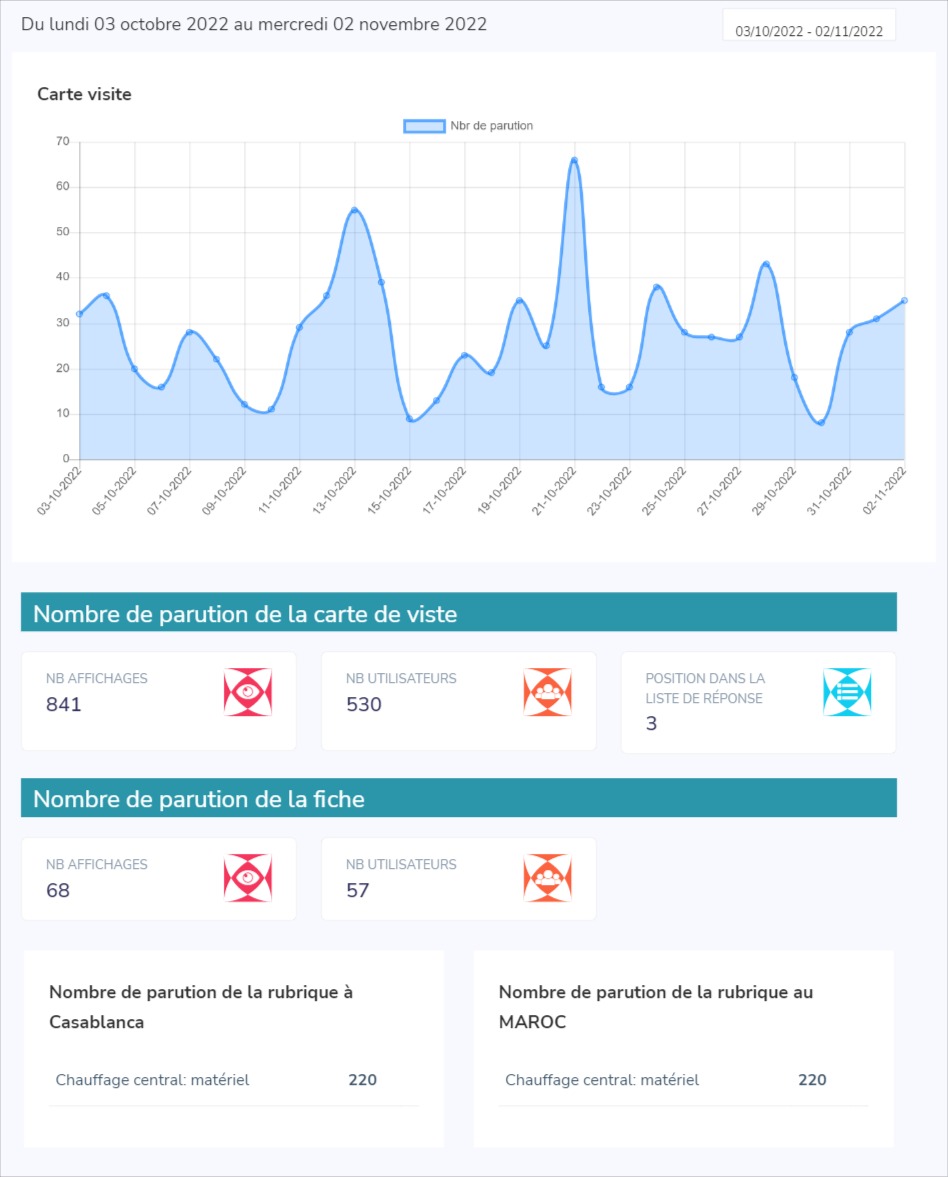 Du lundi 03 octobre 2022 au mercredi 02 novembre 2022
03/10/2022 - 02/11/2022
Carte visite
Nbr de parution
70
60
50
40
30
20
10
0
03-10-2022
05-10-2022
07-10-2022
09-10-2022
11-10-2022
13-10-2022
15-10-2022
17-10-2022
19-10-2022
21-10-2022
23-10-2022
25-10-2022
27-10-2022
29-10-2022
31-10-2022
02-11-2022
Nombre de parution de la carte de viste
NB AFFICHAGES
841
NB UTILISATEURS
530
POSITION DANS LA
LISTE DE RÉPONSE
3
Nombre de parution de la fiche
NB AFFICHAGES
68
NB UTILISATEURS
57
Nombre de parution de la rubrique à
Casablanca
Chauffage central: matériel 220
Nombre de parution de la rubrique au
MAROC
Chauffage central: matériel 220